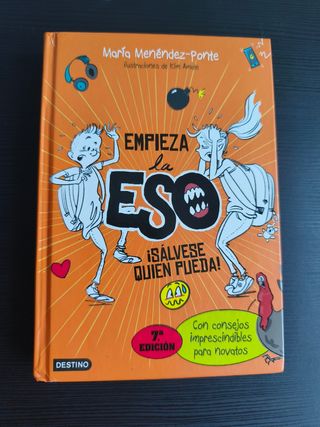 María Menéndez-Ponte
ilustraciones de Kim Amate
EMPIEZA
la
ESO
¡SÁLVESE
QUIEN PUEDA!
7ª
EDICIÓN
Con consejos
imprescindibles
para novatos
DESTINO